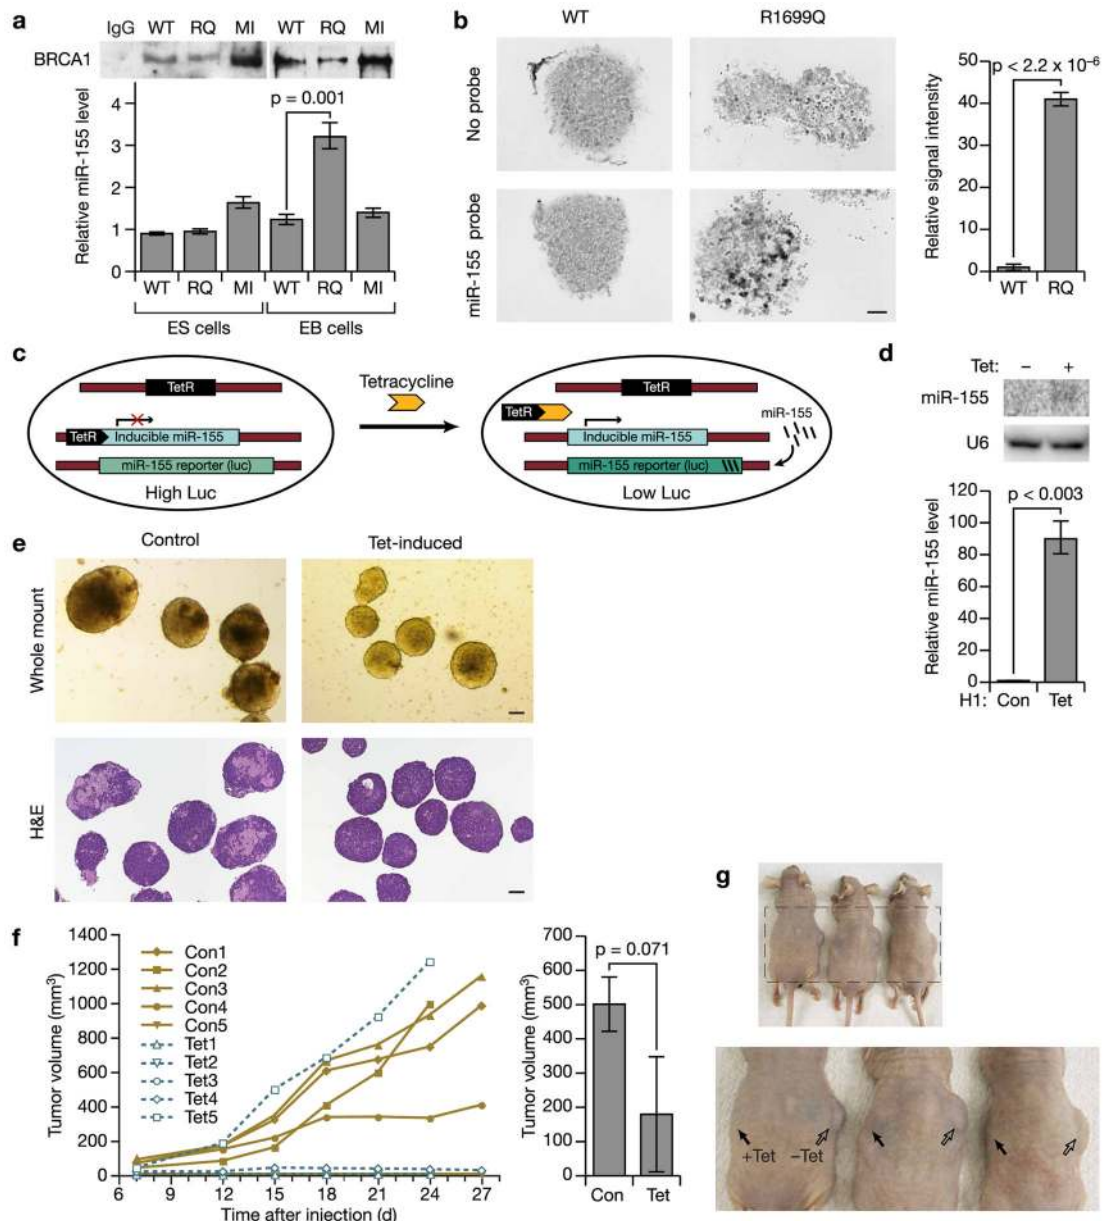 a
IgG WT RQ MI WT RQ MI
BRCA1
p = 0.001
Relative miR-155 level
4
3
2
1
0
WT RQ MI WT RQ MI
ES cells EB cells
b
WT R1699Q
No probe
miR-155 probe
p < 2.2 x 10⁻⁶
Relative signal intensity
50
40
30
20
10
0
WT RQ
c
TetR
TetR
Inducible miR-155
miR-155 reporter (luc)
High Luc
Tetracycline
TetR
TetR
miR-155
Inducible miR-155
miR-155 reporter (luc)
Low Luc
d
Tet: – +
miR-155
U6
p < 0.003
Relative miR-155 level
120
100
80
60
40
20
0
H1: Con Tet
e
Control Tet-induced
Whole mount
H&E
f
Tumor volume (mm³)
1400
1200
1000
800
600
400
200
0
Con1
Con2
Con3
Con4
Con5
Tet1
Tet2
Tet3
Tet4
Tet5
6 9 12 15 18 21 24 27
Time after injection (d)
Tumor volume (mm³)
700
600
500
400
300
200
100
0
p = 0.071
Con Tet
g
+Tet –Tet